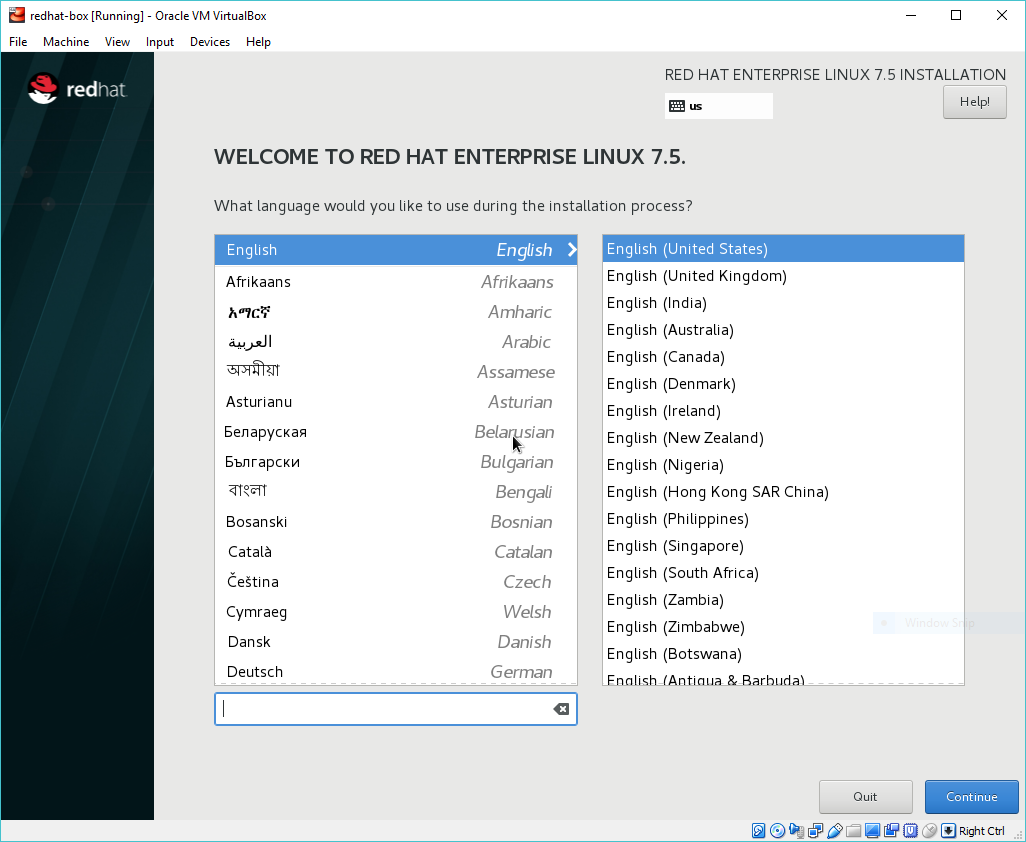 redhat-box [Running] - Oracle VM VirtualBox
File Machine View Input Devices Help
redhat
RED HAT ENTERPRISE LINUX 7.5 INSTALLATION
us
Help!
WELCOME TO RED HAT ENTERPRISE LINUX 7.5.
What language would you like to use during the installation process?
English English
Afrikaans Afrikaans
አማርኛ Amharic
العربية Arabic
অসমীয়া Assamese
Asturianu Asturian
Беларуская Belarusian
Български Bulgarian
বাংলা Bengali
Bosanski Bosnian
Català Catalan
Čeština Czech
Cymraeg Welsh
Dansk Danish
Deutsch German
English (United States)
English (United Kingdom)
English (India)
English (Australia)
English (Canada)
English (Denmark)
English (Ireland)
English (New Zealand)
English (Nigeria)
English (Hong Kong SAR China)
English (Philippines)
English (Singapore)
English (South Africa)
English (Zambia)
English (Zimbabwe)
English (Botswana)
English (Antigua & Barbuda)
Window Snip
Quit
Continue
Right Ctrl